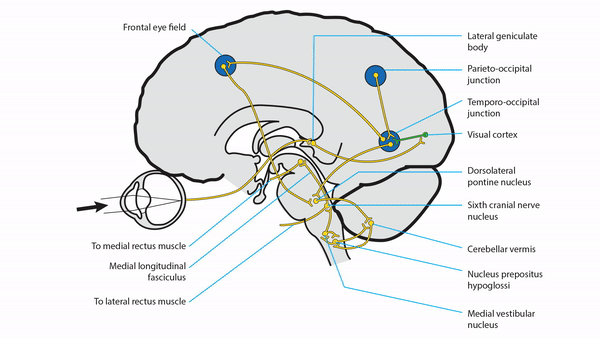 Frontal eye field
Lateral geniculate
body
Parieto-occipital
junction
Temporo-occipital
junction
Visual cortex
Dorsolateral
pontine nucleus
Sixth cranial nerve
nucleus
To medial rectus muscle
Cerebellar vermis
Medial longitudinal
fasciculus
Nucleus prepositus
hypoglossi
To lateral rectus muscle
Medial vestibular
nucleus